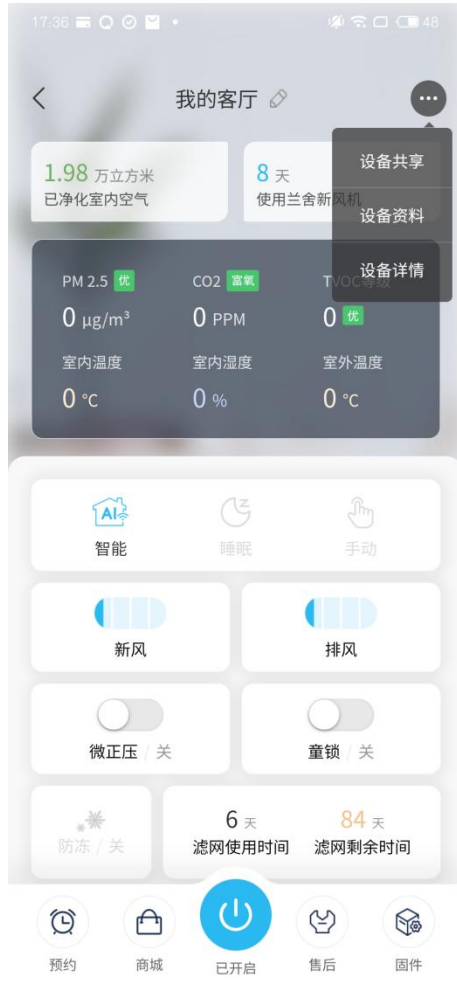 17:36
48
我的客厅
设备共享
设备资料
设备详情
1.98 万立方米
已净化室内空气
8 天
使用兰舍新风机
PM 2.5 优
CO2 富氧
TVOC等级
0 μg/m³
0 PPM
0 优
室内温度
室内湿度
室外温度
0 ℃
0 %
0 ℃
AI
智能
z
睡眠
手动
新风
排风
微正压 / 关
童锁 / 关
防冻 / 关
6 天
滤网使用时间
84 天
滤网剩余时间
预约
商城
已开启
售后
固件